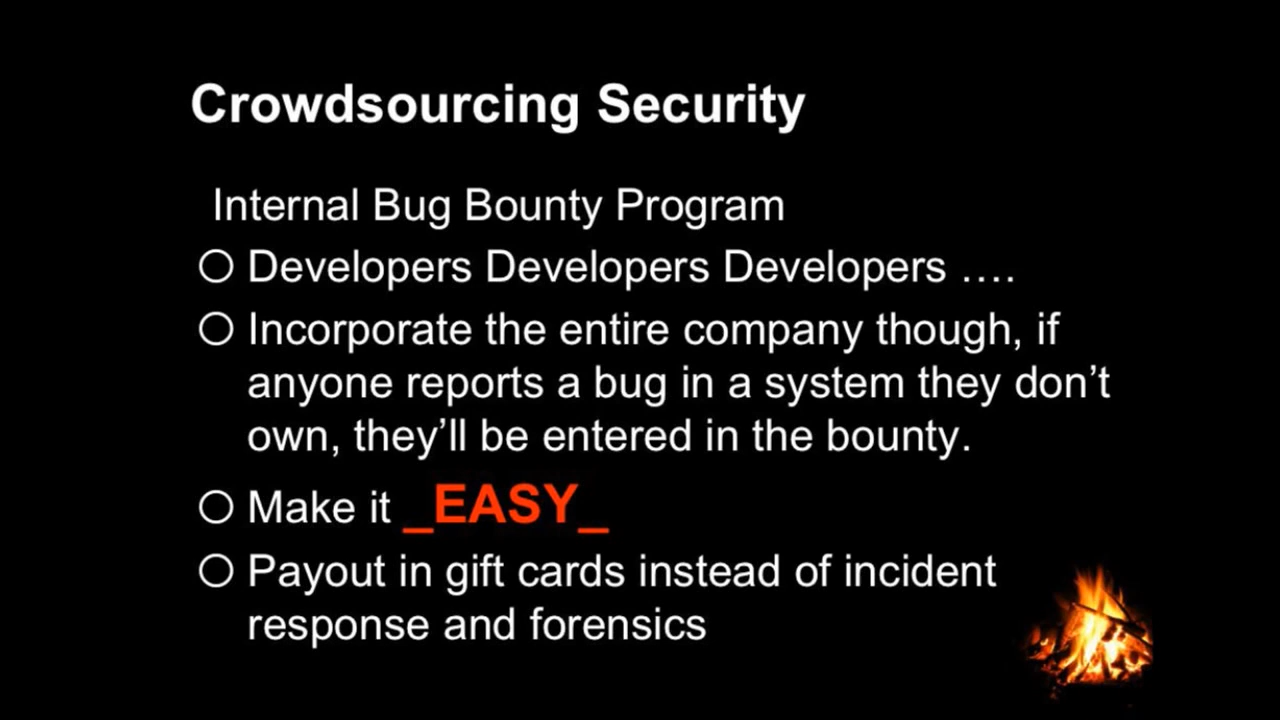 Crowdsourcing Security
Internal Bug Bounty Program
Developers Developers Developers ….
Incorporate the entire company though, if
anyone reports a bug in a system they don’t
own, they’ll be entered in the bounty.
Make it _EASY_
Payout in gift cards instead of incident
response and forensics